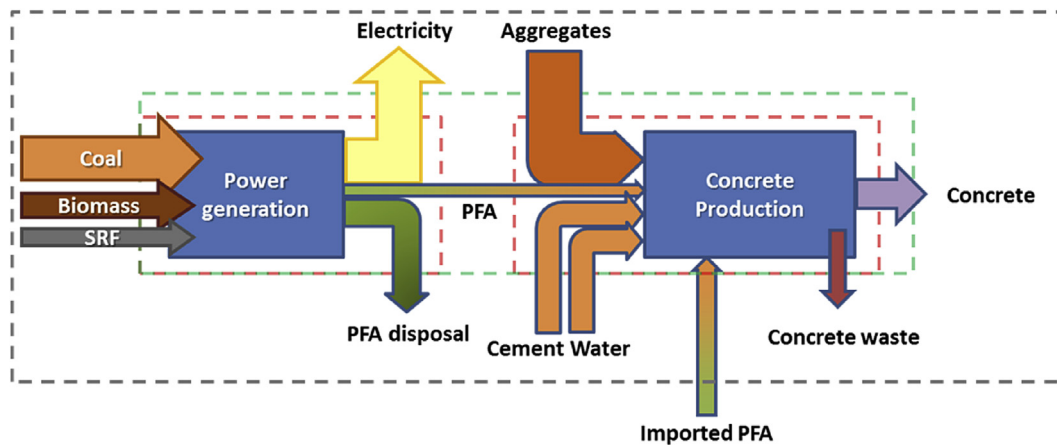 Electricity
Aggregates
Coal
Biomass
SRF
Power
generation
PFA
Concrete
Production
Concrete
PFA disposal
Cement Water
Concrete waste
Imported PFA